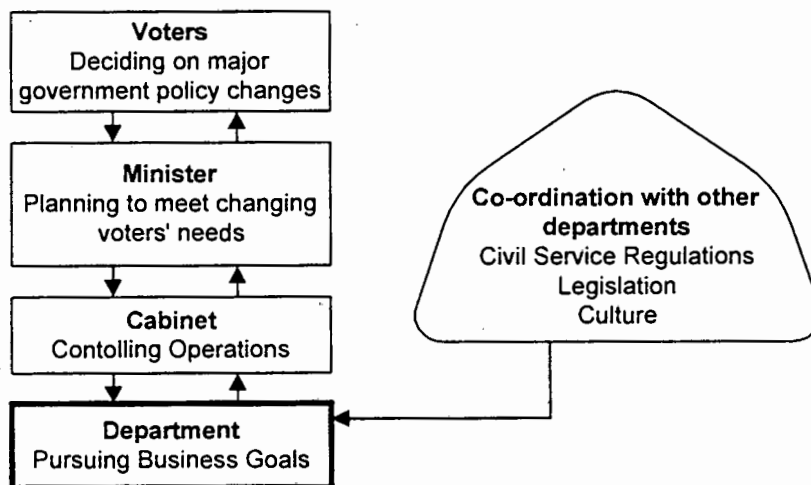 Voters
Deciding on major
government policy changes
Minister
Planning to meet changing
voters' needs
Cabinet
Contolling Operations
Department
Pursuing Business Goals
Co-ordination with other
departments
Civil Service Regulations
Legislation
Culture